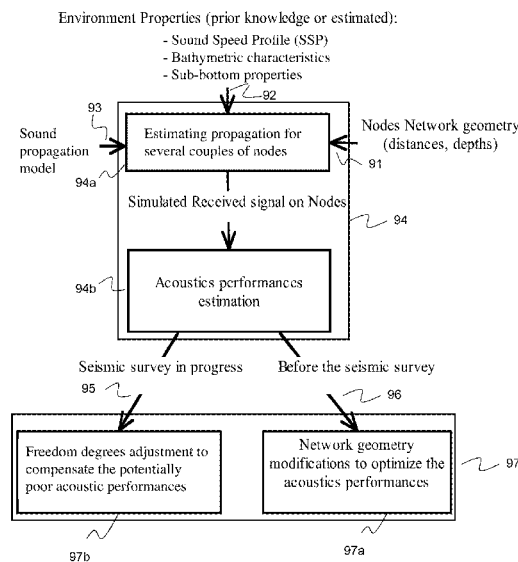 Environment Properties (prior knowledge or estimated):
- Sound Speed Profile (SSP)
- Bathymetric characteristics
- Sub-bottom properties
92
93
Sound
propagation
model
Estimating propagation for
several couples of nodes
Nodes Network geometry
(distances, depths)
91
94a
Simulated Received signal on Nodes
94
94b
Acoustics performances
estimation
Seismic survey in progress
Before the seismic survey
95
96
Freedom degrees adjustment to
compensate the potentially
poor acoustic performances
Network geometry
modifications to optimize the
acoustics performances
97
97b
97a